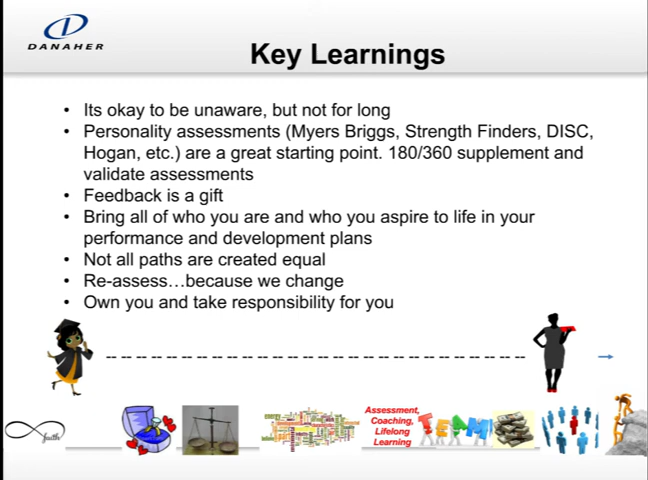 DANAHER
Key Learnings
• Its okay to be unaware, but not for long
• Personality assessments (Myers Briggs, Strength Finders, DISC,
Hogan, etc.) are a great starting point. 180/360 supplement and
validate assessments
• Feedback is a gift
• Bring all of who you are and who you aspire to life in your
performance and development plans
• Not all paths are created equal
• Re-assess…because we change
• Own you and take responsibility for you
faith
Assessment,
Coaching,
Lifelong
Learning
TEAM